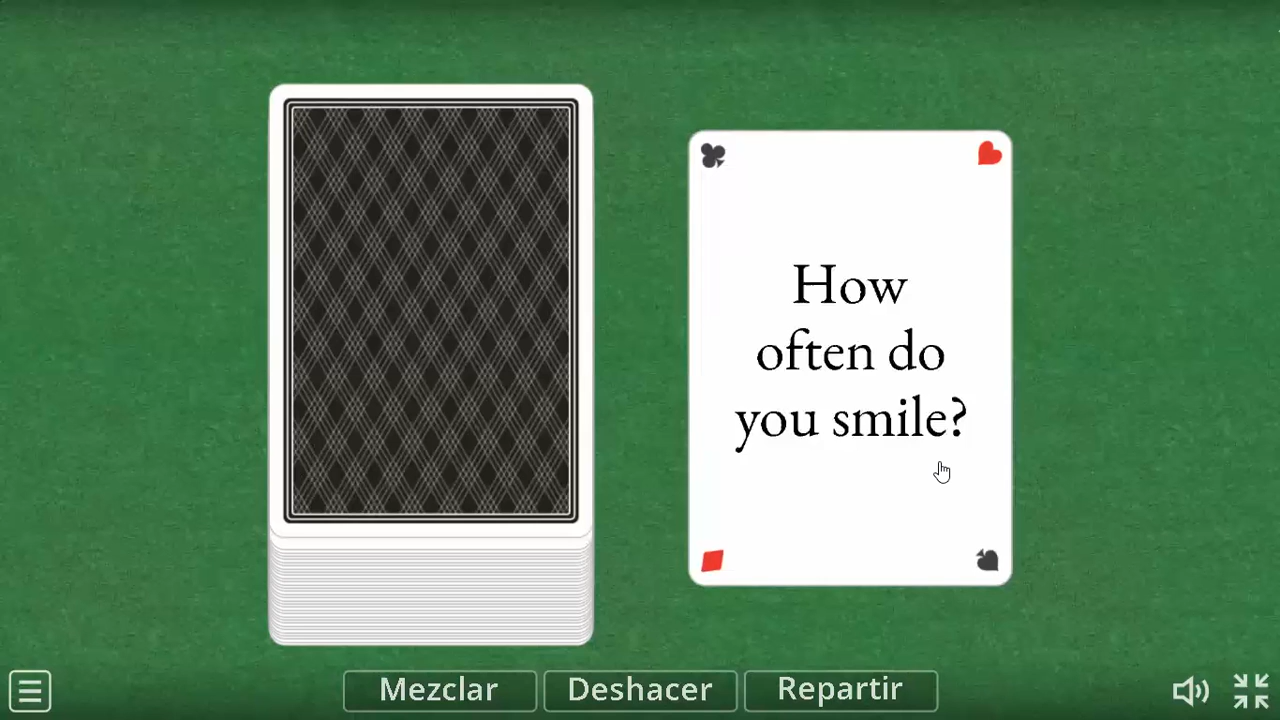 How
often do
you smile?
Mezclar
Deshacer
Repartir